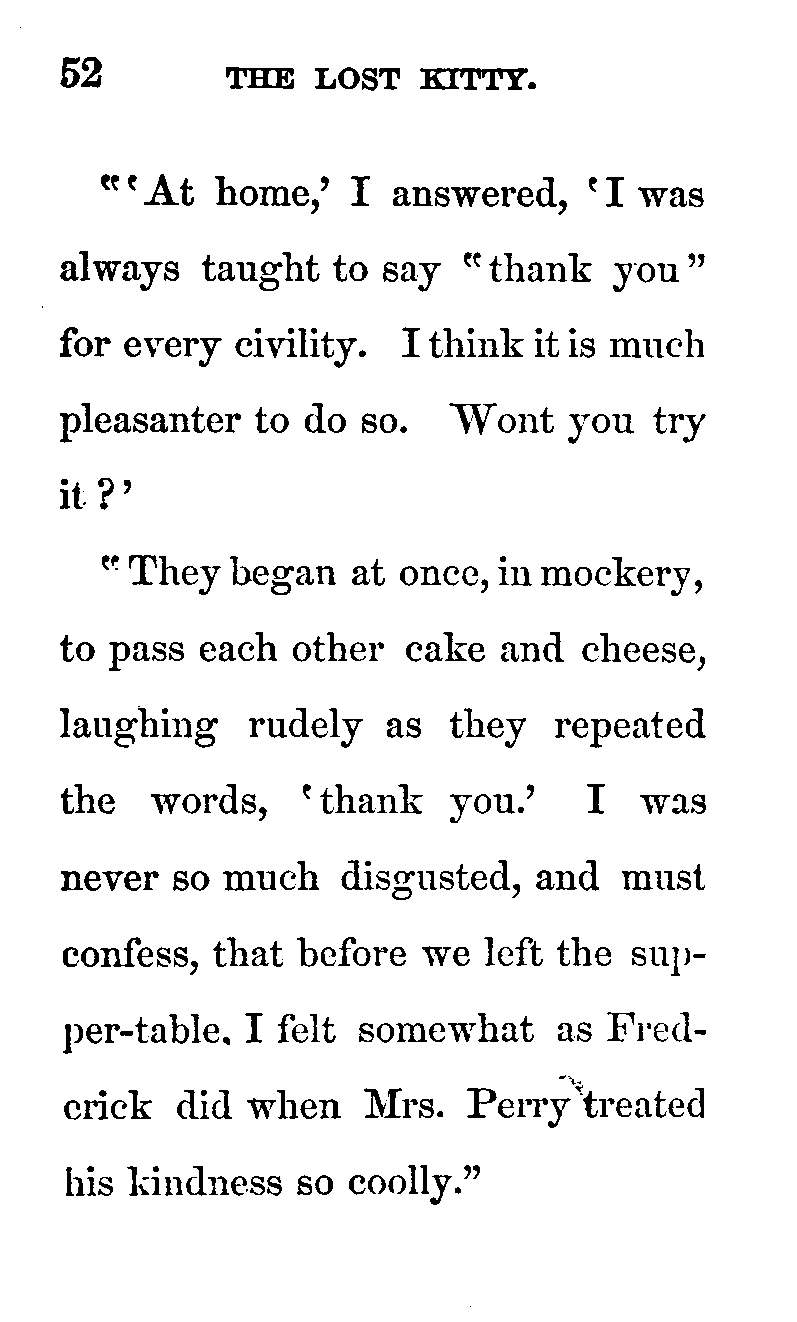 52 THE LOST KITTY.
"'At home,' I answered, 'I was
always taught to say "thank you"
for every civility. I think it is much
pleasanter to do so. Wont you try
it?'
"They began at once, in mockery,
to pass each other cake and cheese,
laughing rudely as they repeated
the words, 'thank you.' I was
never so much disgusted, and must
confess, that before we left the sup-
per-table, I felt somewhat as Fred-
erick did when Mrs. Perry treated
his kindness so coolly."